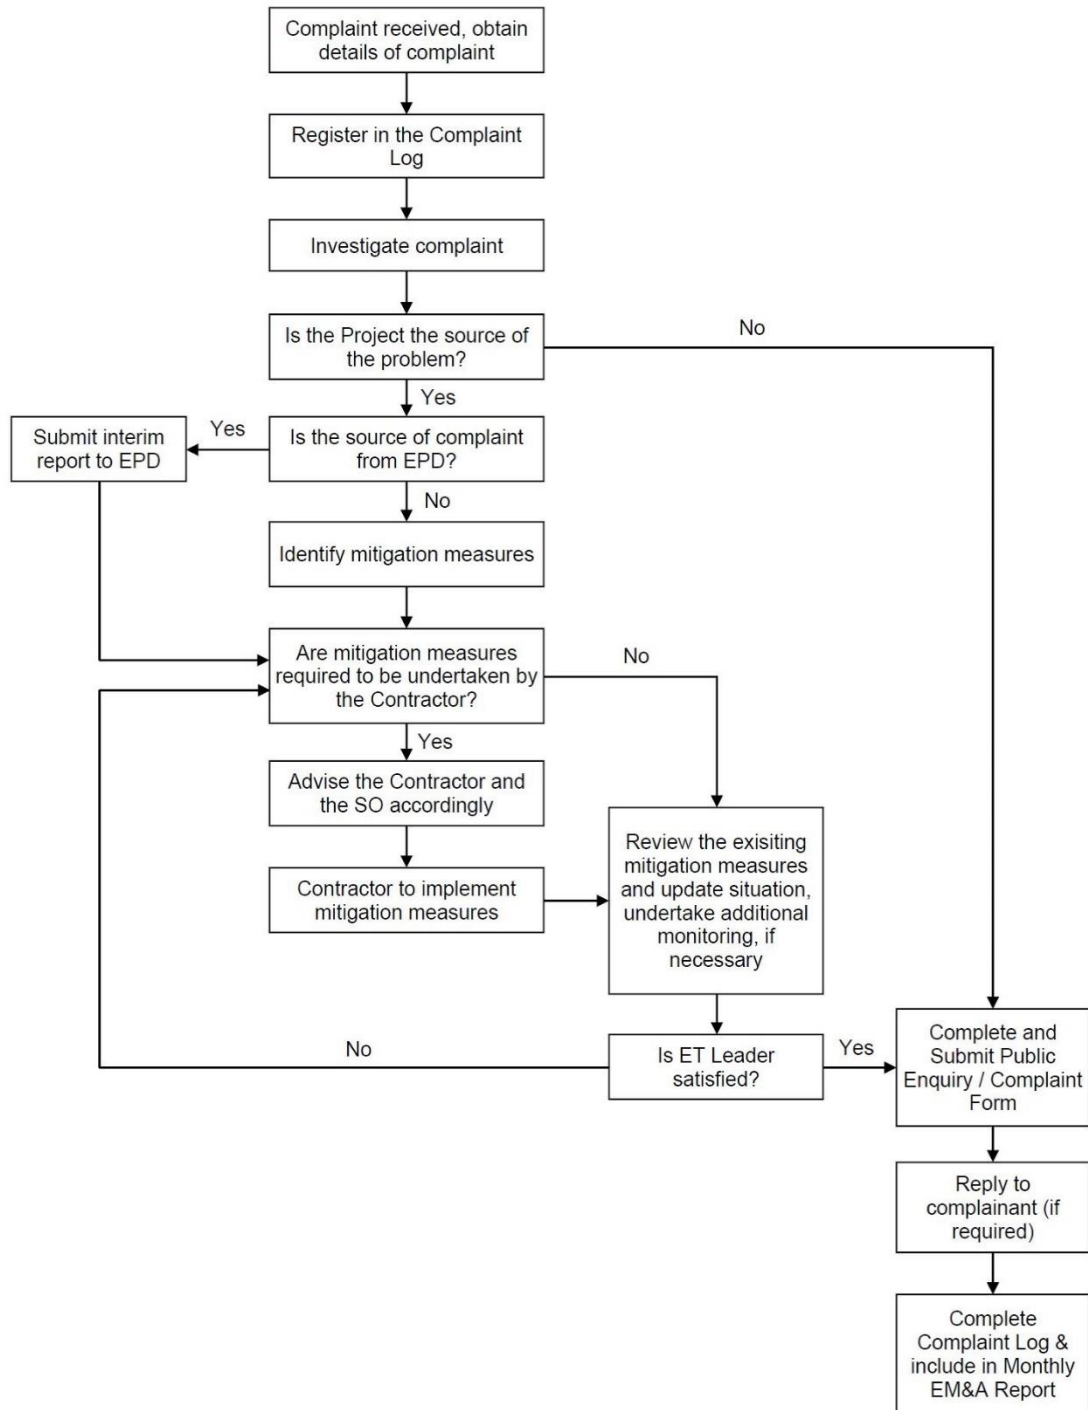 Complaint received, obtain
details of complaint
Register in the Complaint
Log
Investigate complaint
Is the Project the source of
the problem?
No
Yes
Submit interim
report to EPD
Yes
Is the source of complaint
from EPD?
No
Identify mitigation measures
Are mitigation measures
required to be undertaken by
the Contractor?
No
Yes
Advise the Contractor and
the SO accordingly
Contractor to implement
mitigation measures
Review the exisiting
mitigation measures
and update situation,
undertake additional
monitoring, if
necessary
No
Is ET Leader
satisfied?
Yes
Complete and
Submit Public
Enquiry / Complaint
Form
Reply to
complainant (if
required)
Complete
Complaint Log &
include in Monthly
EM&A Report